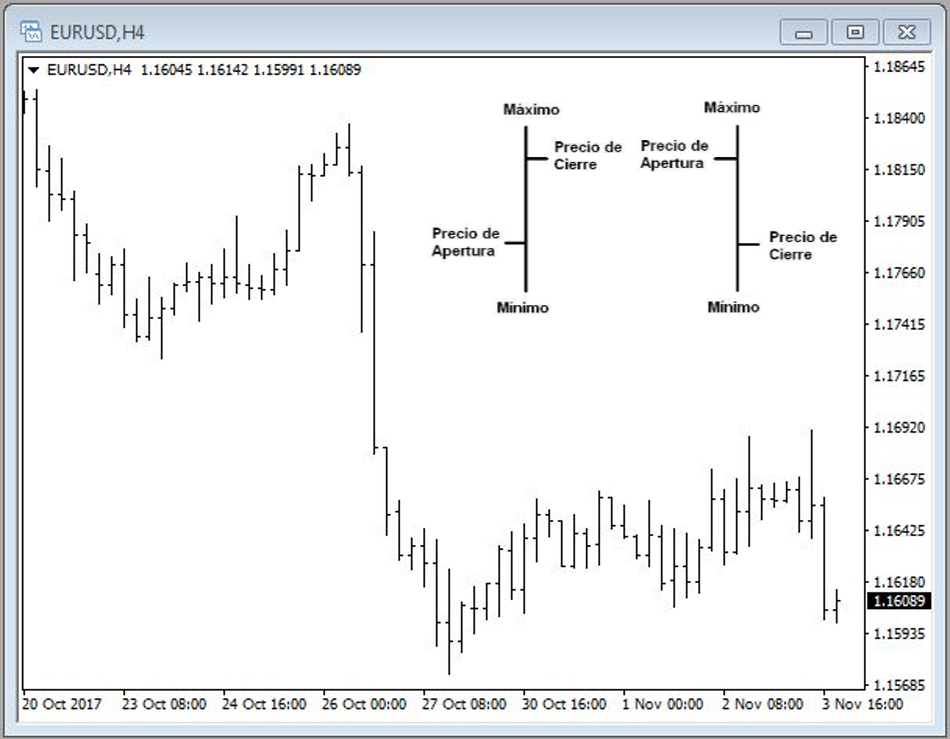 EURUSD,H4
EURUSD,H4 1.16045 1.16142 1.15991 1.16089
Máximo
Precio de
Cierre
Precio de
Apertura
Minimo
Máximo
Precio de
Apertura
Precio de
Cierre
Minimo
1.18645
1.18400
1.18150
1.17905
1.17660
1.17415
1.17165
1.16920
1.16675
1.16425
1.16180
1.16089
1.15935
1.15685
20 Oct 2017
23 Oct 08:00
24 Oct 16:00
26 Oct 00:00
27 Oct 08:00
30 Oct 16:00
1 Nov 00:00
2 Nov 08:00
3 Nov 16:00